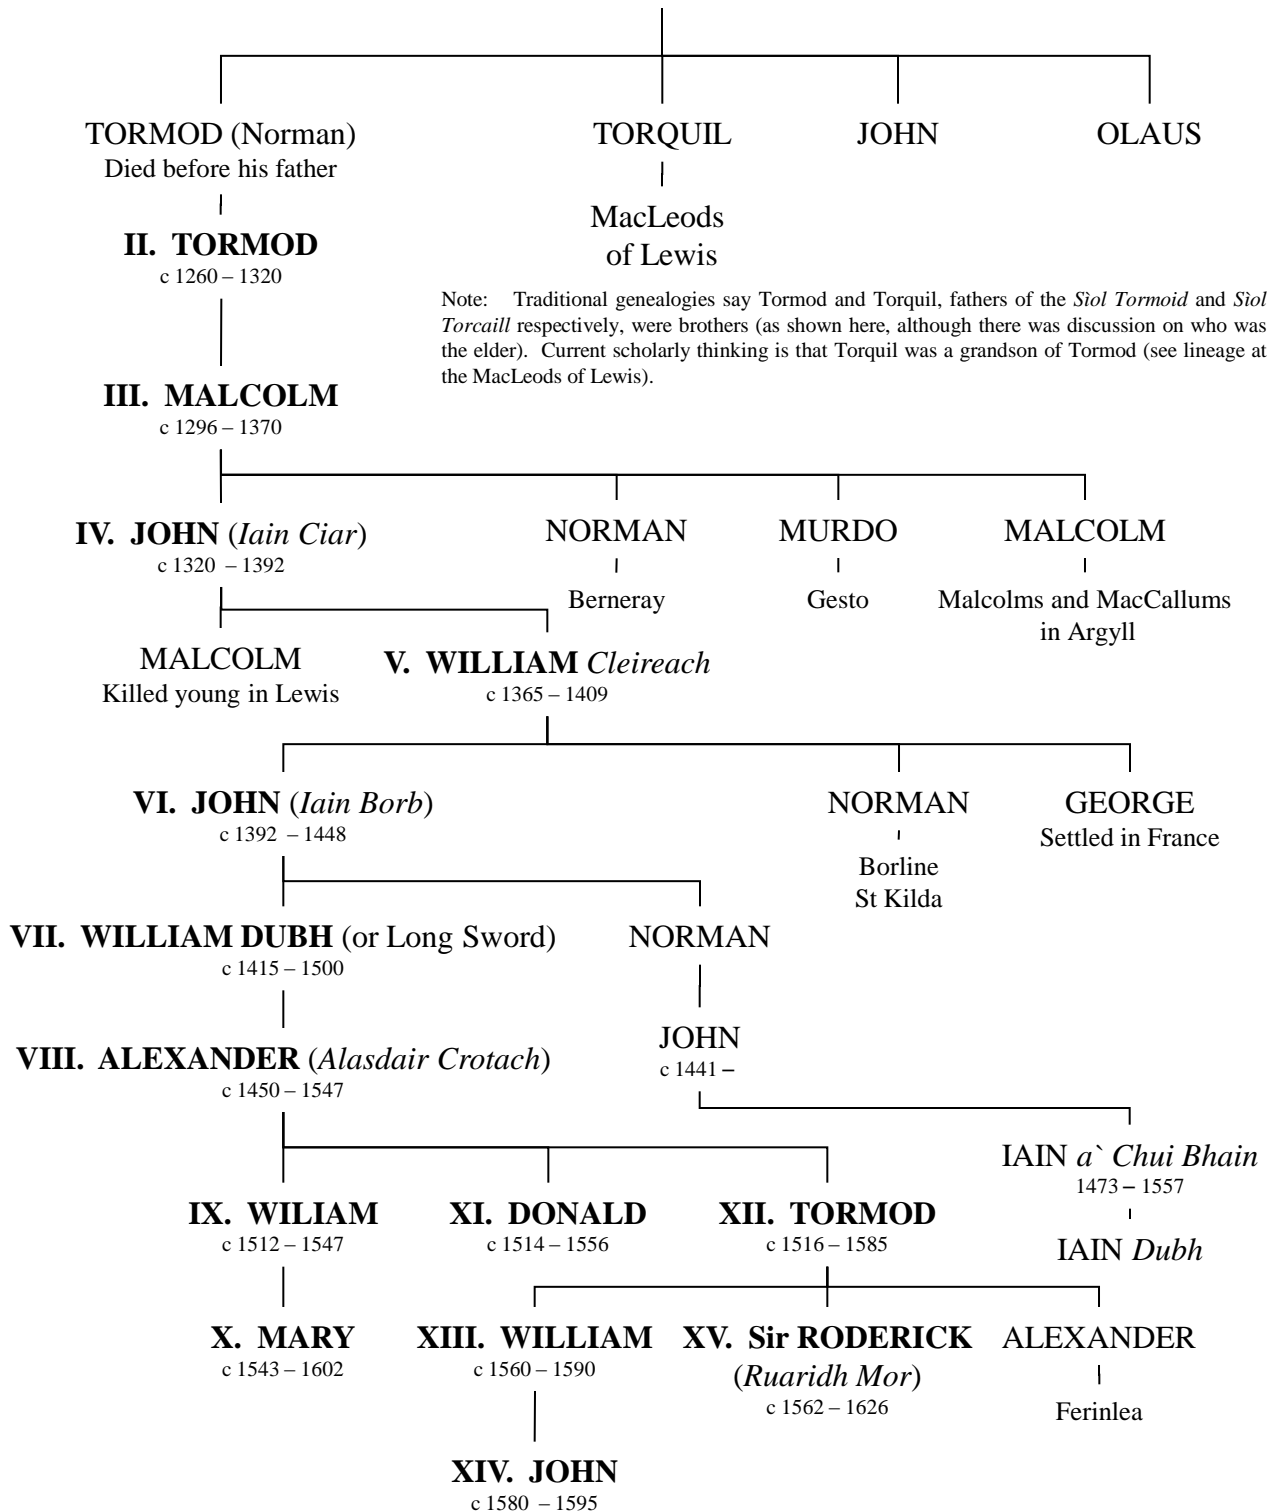 TORMOD (Norman) TORQUIL JOHN OLAUS
Died before his father
MacLeods
of Lewis
II. TORMOD
c 1260 – 1320
Note: Traditional genealogies say Tormod and Torquil, fathers of the Sìol Tormoid and Sìol
Torcaill respectively, were brothers (as shown here, although there was discussion on who was
the elder). Current scholarly thinking is that Torquil was a grandson of Tormod (see lineage at
the MacLeods of Lewis).
III. MALCOLM
c 1296 – 1370
IV. JOHN (Iain Ciar) NORMAN MURDO MALCOLM
c 1320 – 1392
Berneray Gesto Malcolms and MacCallums
in Argyll
MALCOLM V. WILLIAM Cleireach
Killed young in Lewis c 1365 – 1409
VI. JOHN (Iain Borb) NORMAN GEORGE
c 1392 – 1448 Settled in France
Borline
St Kilda
VII. WILLIAM DUBH (or Long Sword) NORMAN
c 1415 – 1500
VIII. ALEXANDER (Alasdair Crotach) JOHN
c 1450 – 1547 c 1441 –
IAIN a` Chui Bhain
1473 – 1557
IX. WILIAM XI. DONALD XII. TORMOD
c 1512 – 1547 c 1514 – 1556 c 1516 – 1585
IAIN Dubh
X. MARY XIII. WILLIAM XV. Sir RODERICK ALEXANDER
c 1543 – 1602 c 1560 – 1590 (Ruaridh Mor)
c 1562 – 1626 Ferinlea
XIV. JOHN
c 1580 – 1595